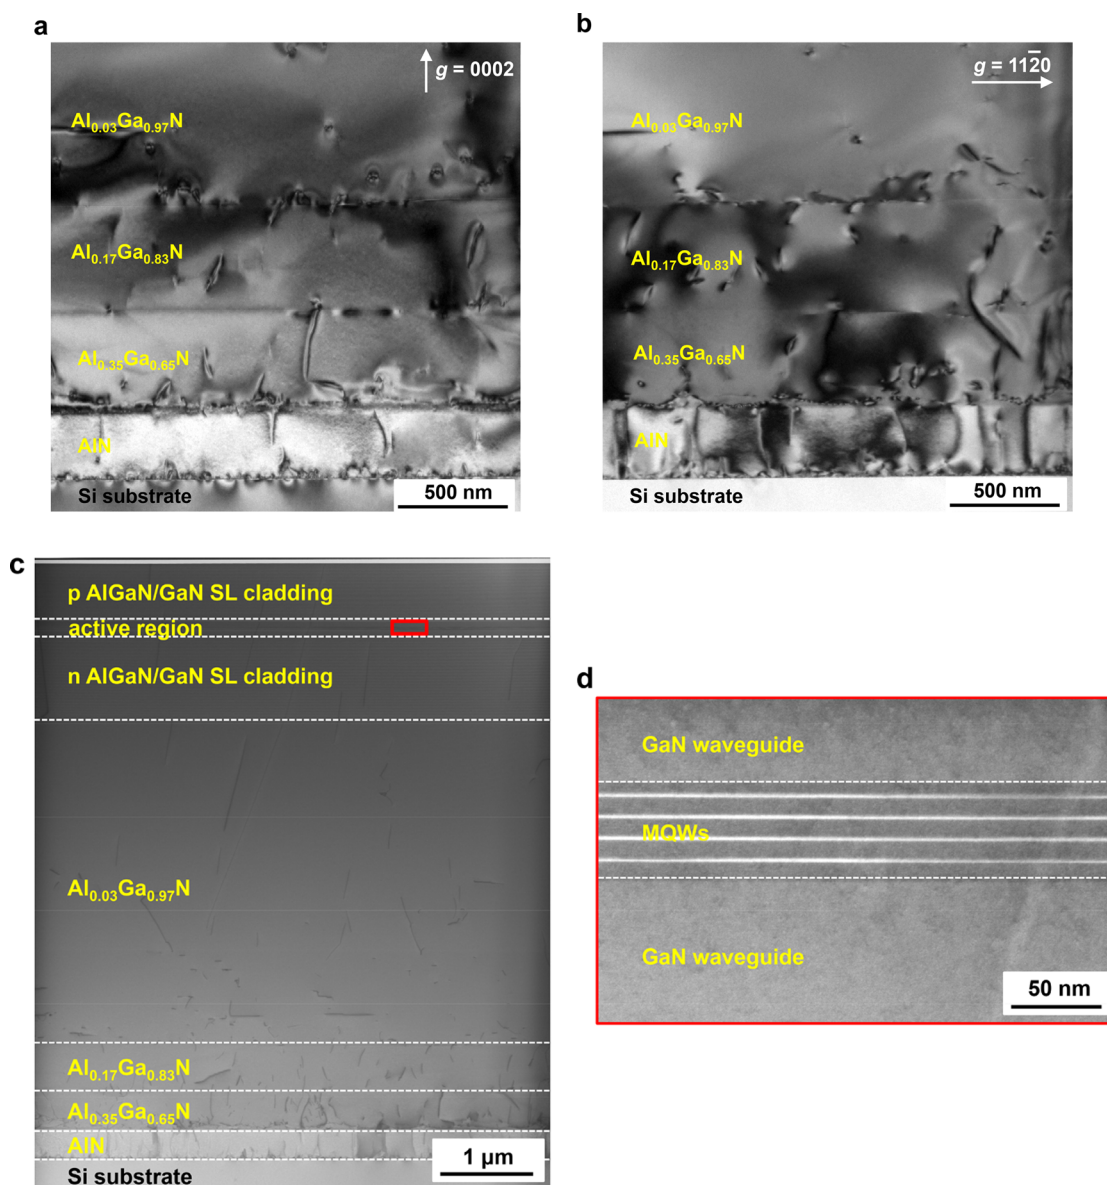 a
g = 0002
Al0.03Ga0.97N
Al0.17Ga0.83N
Al0.35Ga0.65N
AlN
Si substrate
500 nm
b
g = 112̅0
Al0.03Ga0.97N
Al0.17Ga0.83N
Al0.35Ga0.65N
AlN
Si substrate
500 nm
c
p AlGaN/GaN SL cladding
active region
n AlGaN/GaN SL cladding
Al0.03Ga0.97N
Al0.17Ga0.83N
Al0.35Ga0.65N
AlN
Si substrate
1 μm
d
GaN waveguide
MQWs
GaN waveguide
50 nm